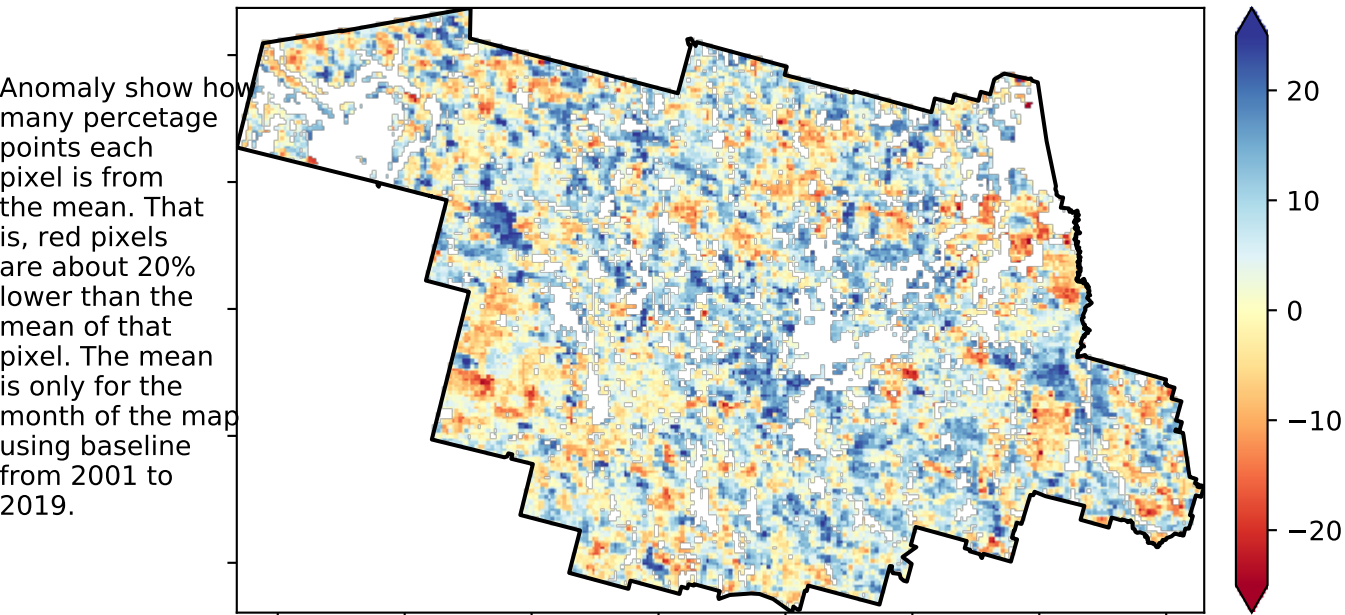 Anomaly show how
many percetage
points each
pixel is from
the mean. That
is, red pixels
are about 20%
lower than the
mean of that
pixel. The mean
is only for the
month of the map
using baseline
from 2001 to
2019.
20
10
0
−10
−20